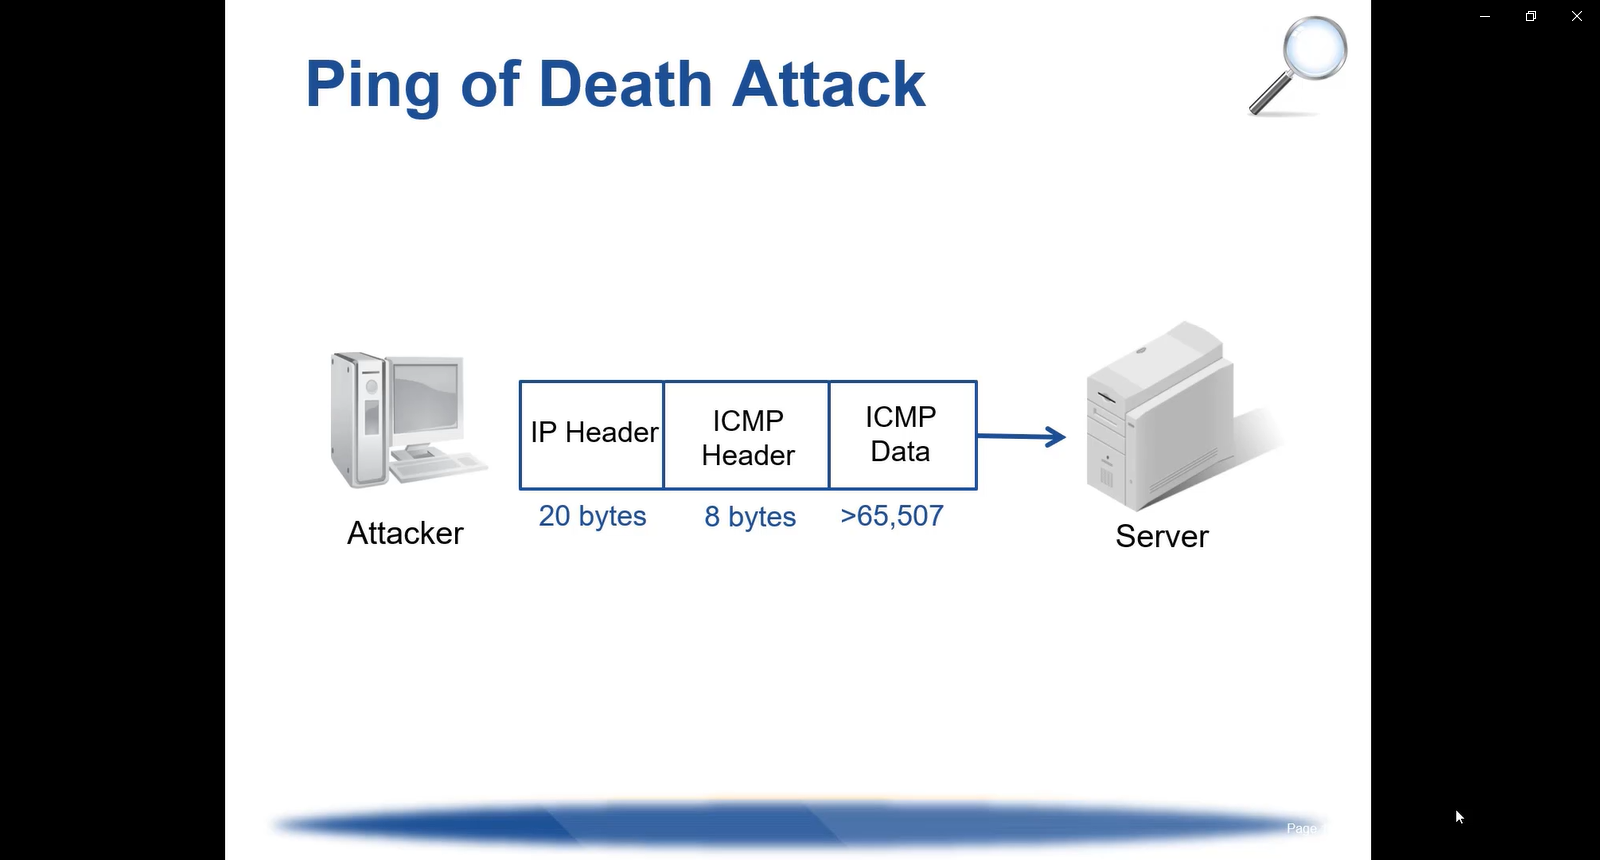 Ping of Death Attack
IP Header
ICMP
Header
ICMP
Data
20 bytes
8 bytes
>65,507
Attacker
Server
Page